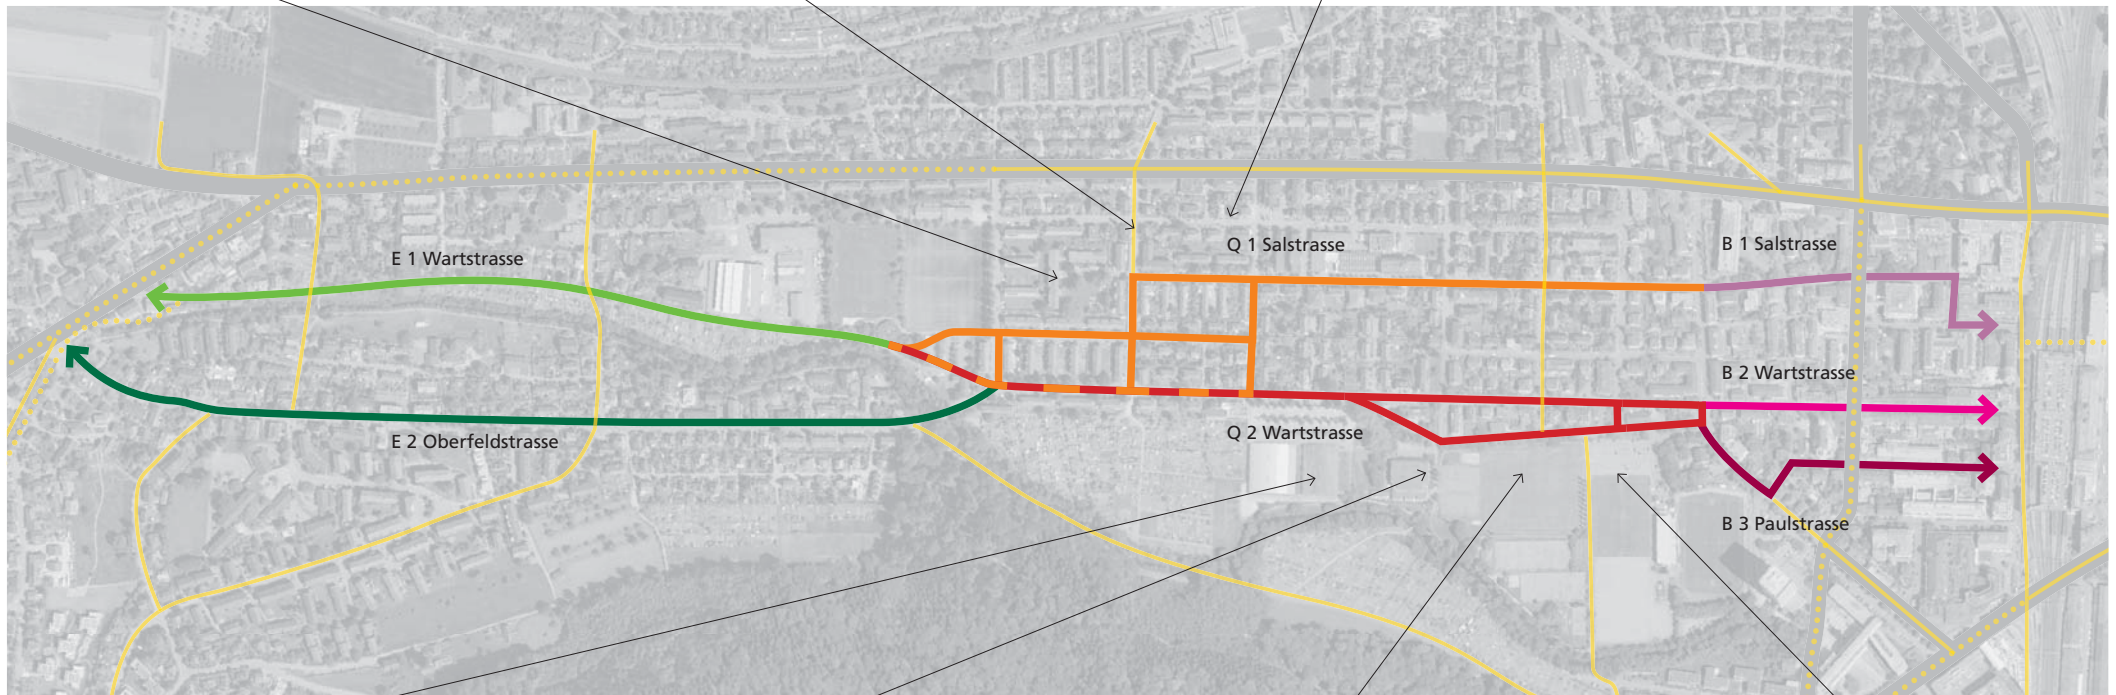 Q 1 Salstrasse
B 1 Salstrasse
E 1 Wartstrasse
B 2 Wartstrasse
E 2 Oberfeldstrasse
Q 2 Wartstrasse
B 3 Paulstrasse